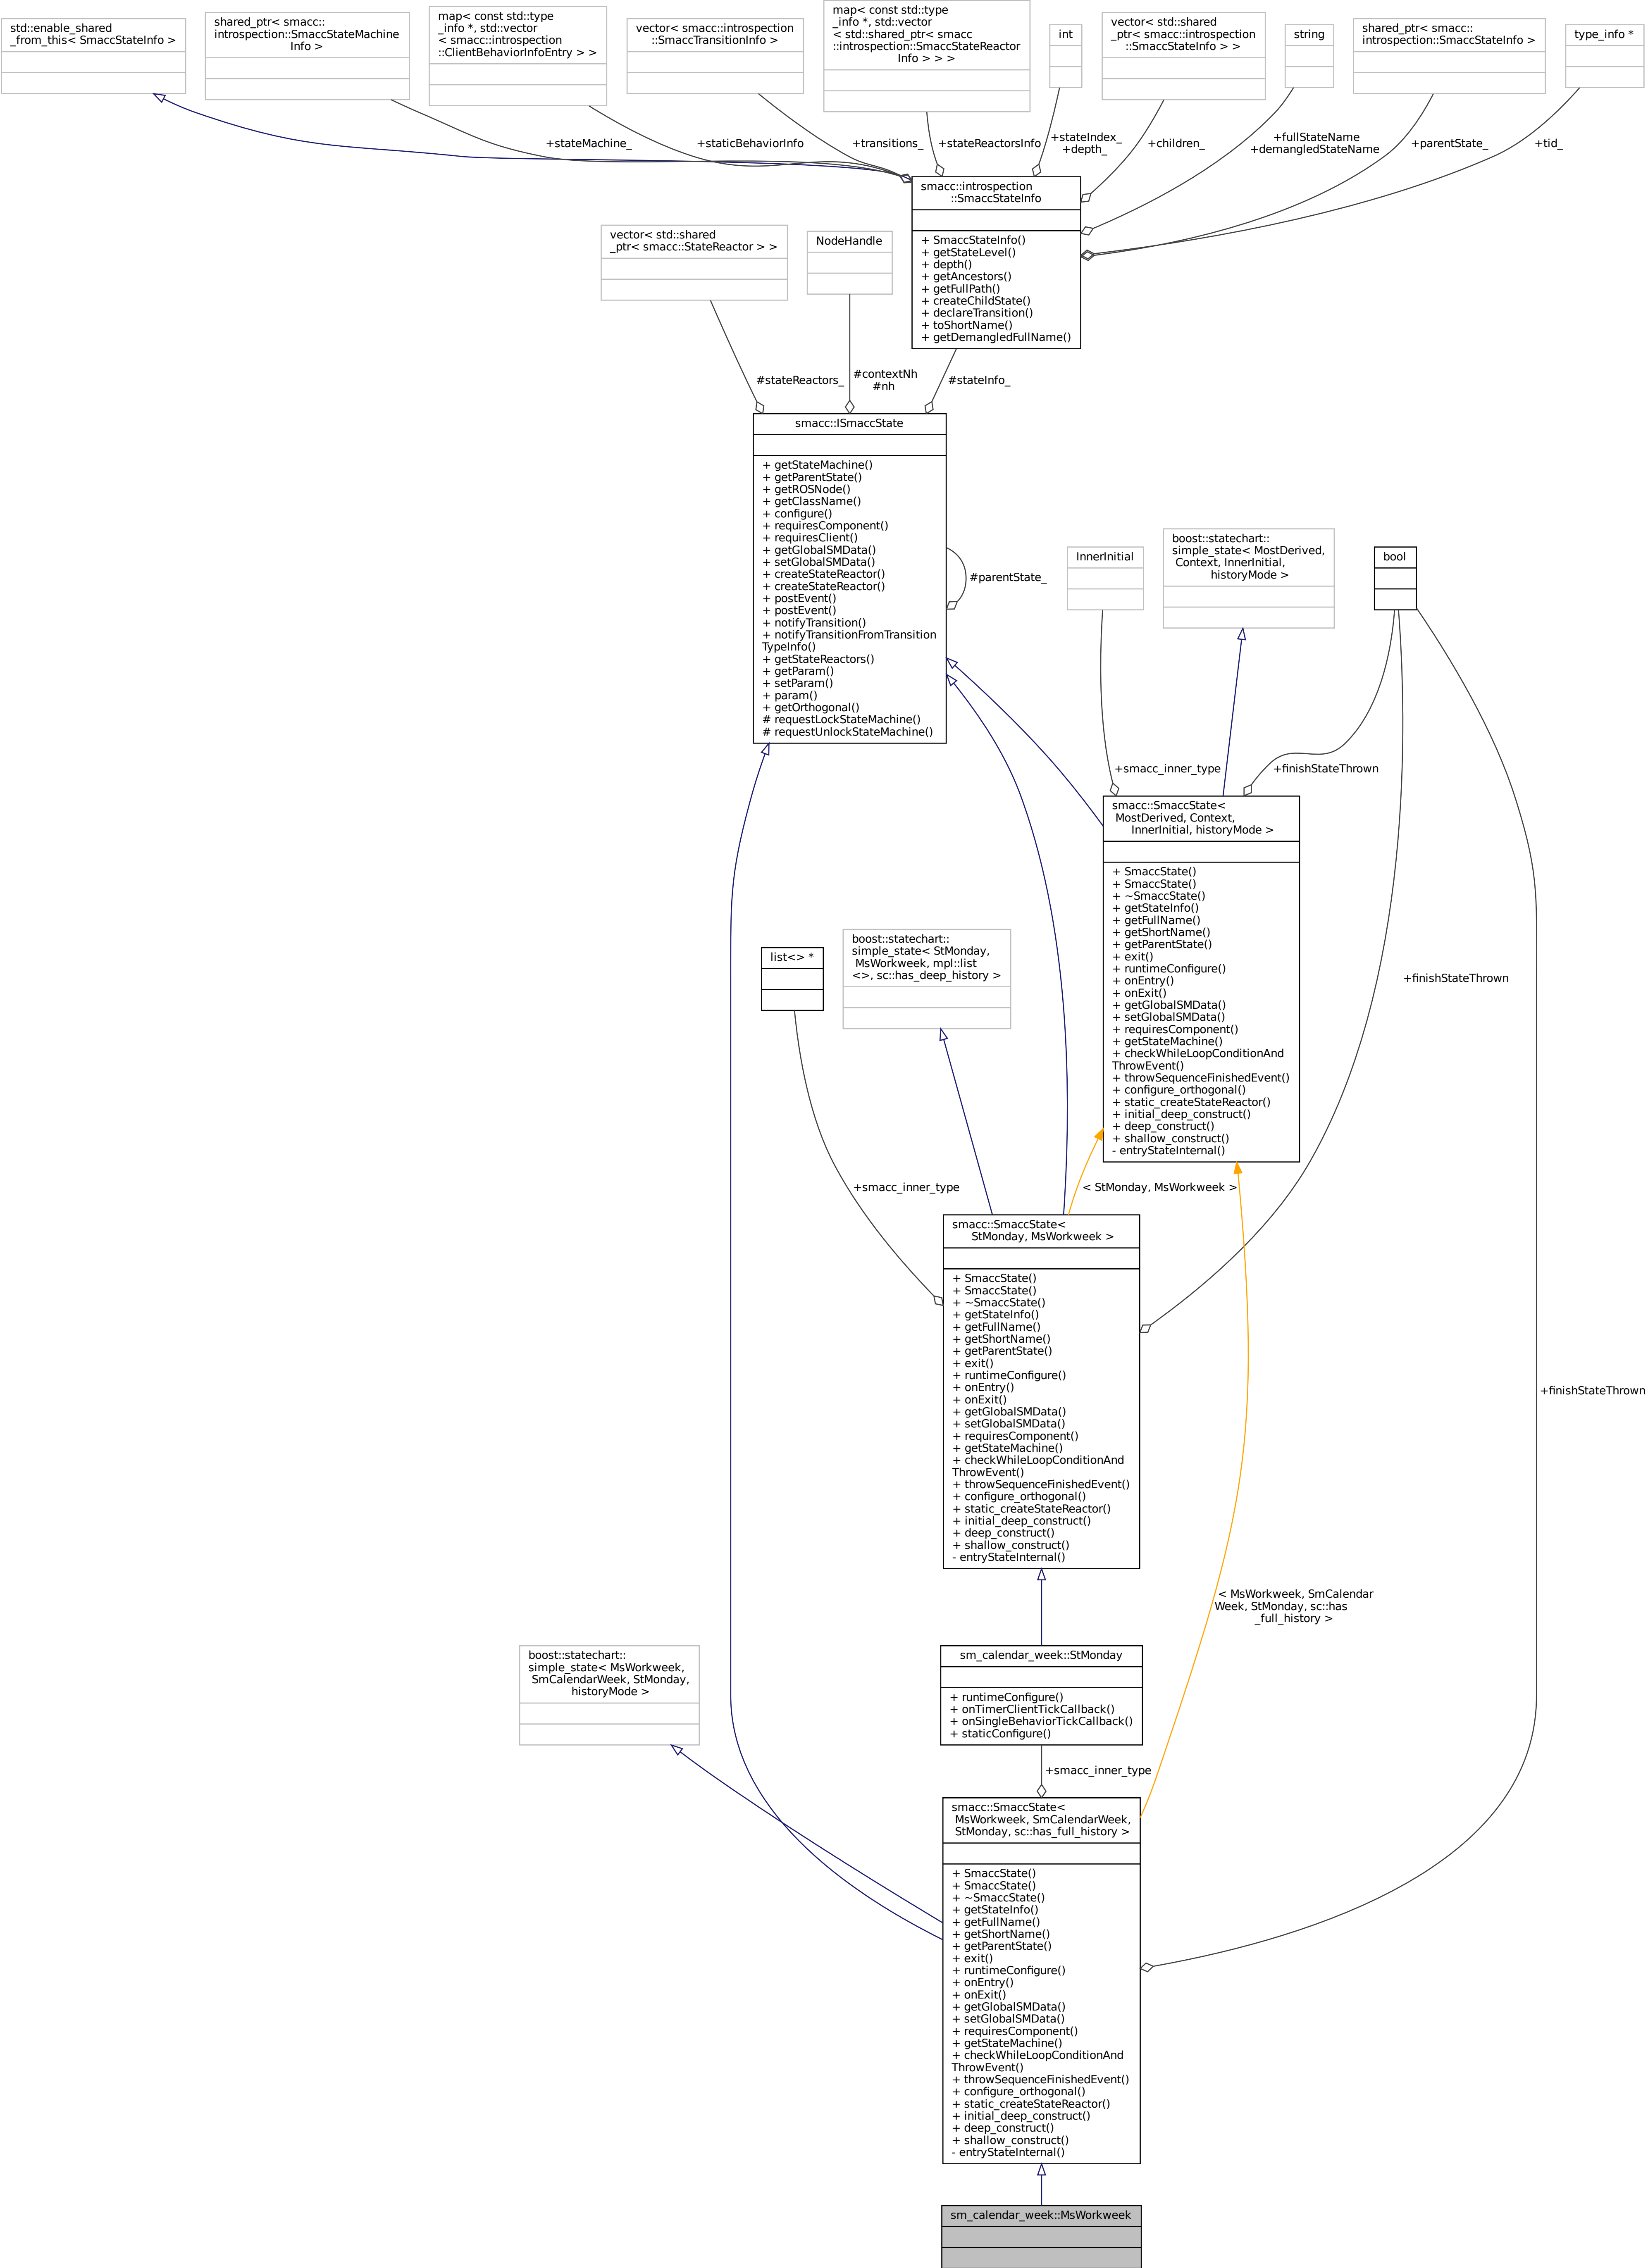 std::enable_shared
_from_this< SmaccStateInfo >
shared_ptr< smacc::
introspection::SmaccStateMachine
Info >
map< const std::type
_info *, std::vector
< smacc::introspection
::ClientBehaviorInfoEntry > >
vector< smacc::introspection
::SmaccTransitionInfo >
map< const std::type
_info *, std::vector
< std::shared_ptr< smacc
::introspection::SmaccStateReactor
Info > > >
int
vector< std::shared
_ptr< smacc::introspection
::SmaccStateInfo > >
string
shared_ptr< smacc::
introspection::SmaccStateInfo >
type_info *
+stateMachine_
+staticBehaviorInfo
+transitions_
+stateReactorsInfo
+stateIndex_
+depth_
+children_
+fullStateName
+demangledStateName
+parentState_
+tid_
smacc::introspection
::SmaccStateInfo
+ SmaccStateInfo()
+ getStateLevel()
+ depth()
+ getAncestors()
+ getFullPath()
+ createChildState()
+ declareTransition()
+ toShortName()
+ getDemangledFullName()
vector< std::shared
_ptr< smacc::StateReactor > >
NodeHandle
#stateReactors_
#contextNh
#nh
#stateInfo_
smacc::ISmaccState
+ getStateMachine()
+ getParentState()
+ getROSNode()
+ getClassName()
+ configure()
+ requiresComponent()
+ requiresClient()
+ getGlobalSMData()
+ setGlobalSMData()
+ createStateReactor()
+ createStateReactor()
+ postEvent()
+ postEvent()
+ notifyTransition()
+ notifyTransitionFromTransition
TypeInfo()
+ getStateReactors()
+ getParam()
+ setParam()
+ param()
+ getOrthogonal()
# requestLockStateMachine()
# requestUnlockStateMachine()
#parentState_
InnerInitial
boost::statechart::
simple_state< MostDerived,
Context, InnerInitial,
historyMode >
bool
+smacc_inner_type
+finishStateThrown
smacc::SmaccState<
MostDerived, Context,
InnerInitial, historyMode >
+ SmaccState()
+ SmaccState()
+ ~SmaccState()
+ getStateInfo()
+ getFullName()
+ getShortName()
+ getParentState()
+ exit()
+ runtimeConfigure()
+ onEntry()
+ onExit()
+ getGlobalSMData()
+ setGlobalSMData()
+ requiresComponent()
+ getStateMachine()
+ checkWhileLoopConditionAnd
ThrowEvent()
+ throwSequenceFinishedEvent()
+ configure_orthogonal()
+ static_createStateReactor()
+ initial_deep_construct()
+ deep_construct()
+ shallow_construct()
- entryStateInternal()
list<> *
boost::statechart::
simple_state< StMonday,
MsWorkweek, mpl::list
<>, sc::has_deep_history >
+finishStateThrown
+smacc_inner_type
< StMonday, MsWorkweek >
smacc::SmaccState<
StMonday, MsWorkweek >
+ SmaccState()
+ SmaccState()
+ ~SmaccState()
+ getStateInfo()
+ getFullName()
+ getShortName()
+ getParentState()
+ exit()
+ runtimeConfigure()
+ onEntry()
+ onExit()
+ getGlobalSMData()
+ setGlobalSMData()
+ requiresComponent()
+ getStateMachine()
+ checkWhileLoopConditionAnd
ThrowEvent()
+ throwSequenceFinishedEvent()
+ configure_orthogonal()
+ static_createStateReactor()
+ initial_deep_construct()
+ deep_construct()
+ shallow_construct()
- entryStateInternal()
+finishStateThrown
< MsWorkweek, SmCalendar
Week, StMonday, sc::has
_full_history >
boost::statechart::
simple_state< MsWorkweek,
SmCalendarWeek, StMonday,
historyMode >
sm_calendar_week::StMonday
+ runtimeConfigure()
+ onTimerClientTickCallback()
+ onSingleBehaviorTickCallback()
+ staticConfigure()
+smacc_inner_type
smacc::SmaccState<
MsWorkweek, SmCalendarWeek,
StMonday, sc::has_full_history >
+ SmaccState()
+ SmaccState()
+ ~SmaccState()
+ getStateInfo()
+ getFullName()
+ getShortName()
+ getParentState()
+ exit()
+ runtimeConfigure()
+ onEntry()
+ onExit()
+ getGlobalSMData()
+ setGlobalSMData()
+ requiresComponent()
+ getStateMachine()
+ checkWhileLoopConditionAnd
ThrowEvent()
+ throwSequenceFinishedEvent()
+ configure_orthogonal()
+ static_createStateReactor()
+ initial_deep_construct()
+ deep_construct()
+ shallow_construct()
- entryStateInternal()
sm_calendar_week::MsWorkweek